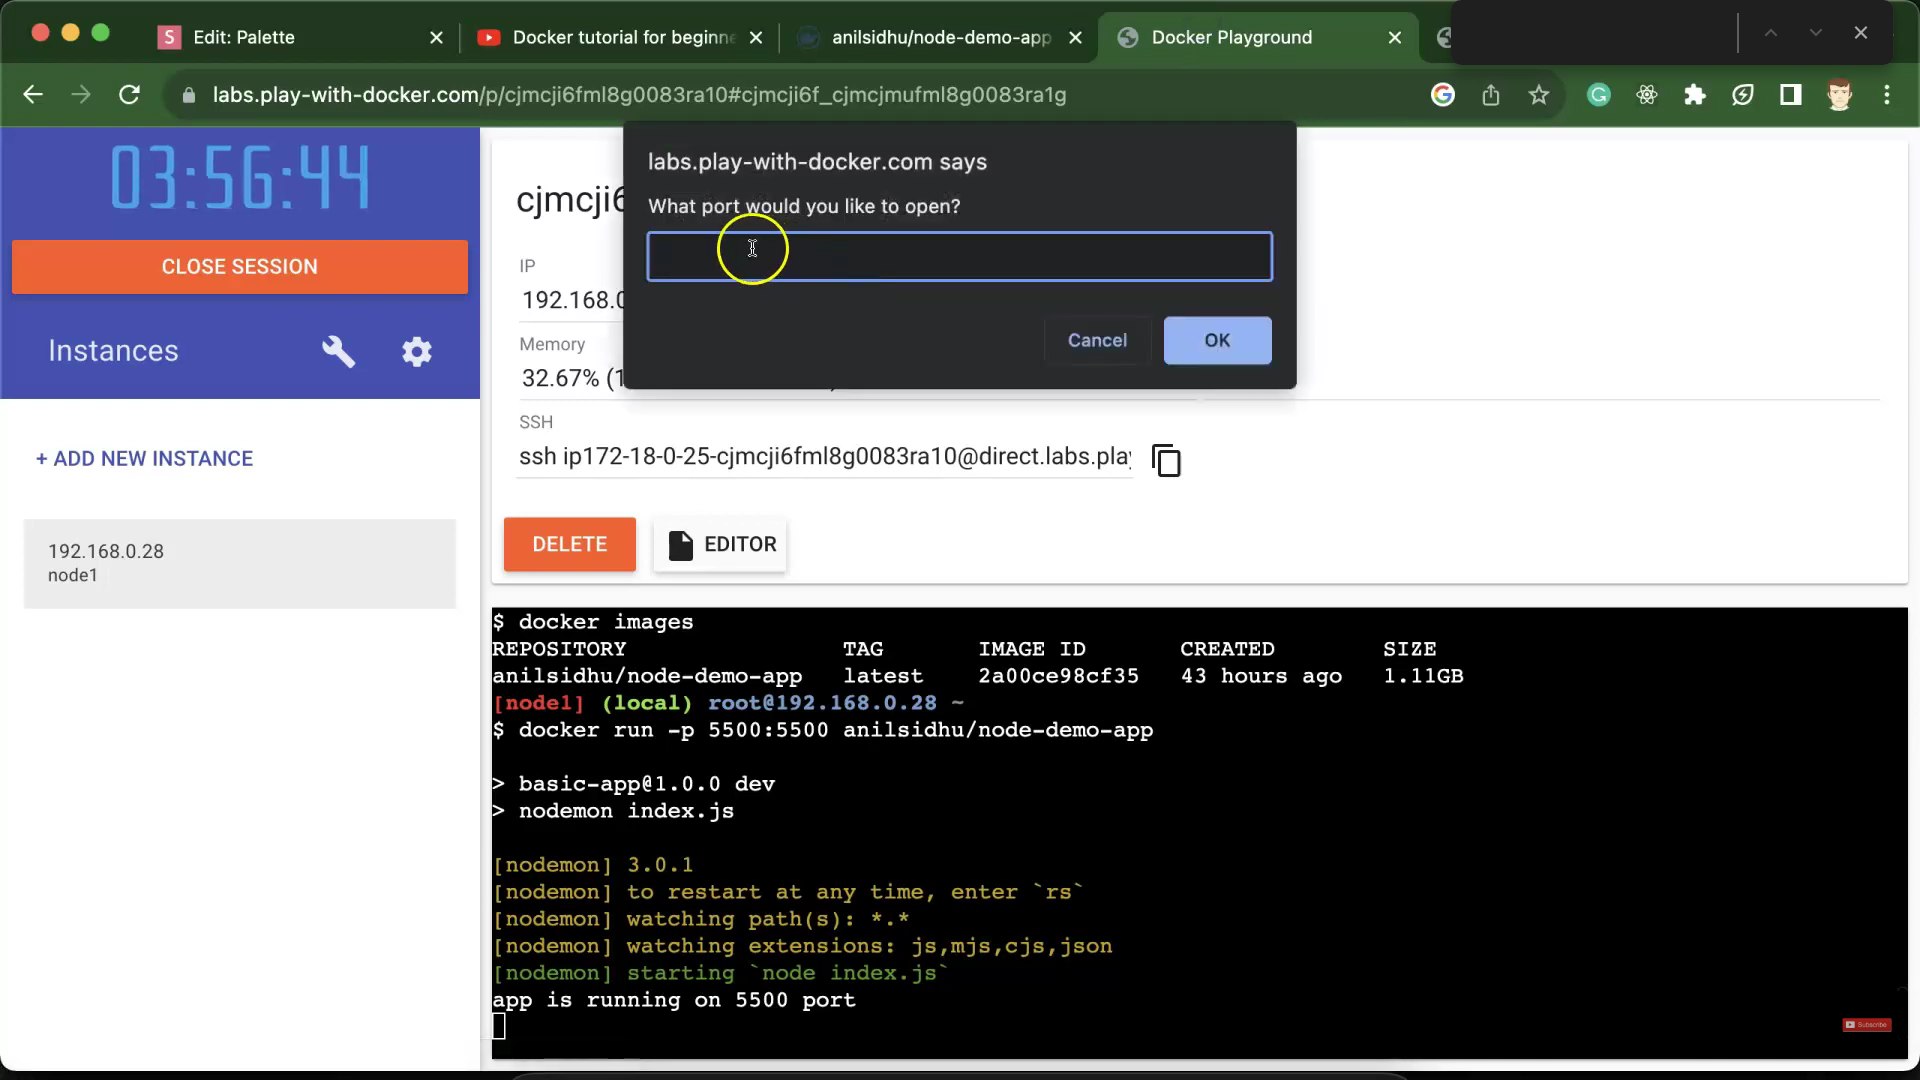 S Edit: Palette
Docker tutorial for beginne
anilsidhu/node-demo-app
Docker Playground
labs.play-with-docker.com/p/cjmcji6fml8g0083ra10#cjmcji6f_cjmcjmufml8g0083ra1g
03:56:44
CLOSE SESSION
Instances
+ ADD NEW INSTANCE
192.168.0.28
node1
labs.play-with-docker.com says
What port would you like to open?
Cancel
OK
cjmcji6
IP
192.168.0
Memory
32.67% (1
SSH
ssh ip172-18-0-25-cjmcji6fml8g0083ra10@direct.labs.play
DELETE
EDITOR
$ docker images
REPOSITORY TAG IMAGE ID CREATED SIZE
anilsidhu/node-demo-app latest 2a00ce98cf35 43 hours ago 1.11GB
[node1] (local) root@192.168.0.28 ~
$ docker run -p 5500:5500 anilsidhu/node-demo-app
> basic-app@1.0.0 dev
> nodemon index.js
[nodemon] 3.0.1
[nodemon] to restart at any time, enter `rs`
[nodemon] watching path(s): *.*
[nodemon] watching extensions: js,mjs,cjs,json
[nodemon] starting `node index.js`
app is running on 5500 port
Subscribe